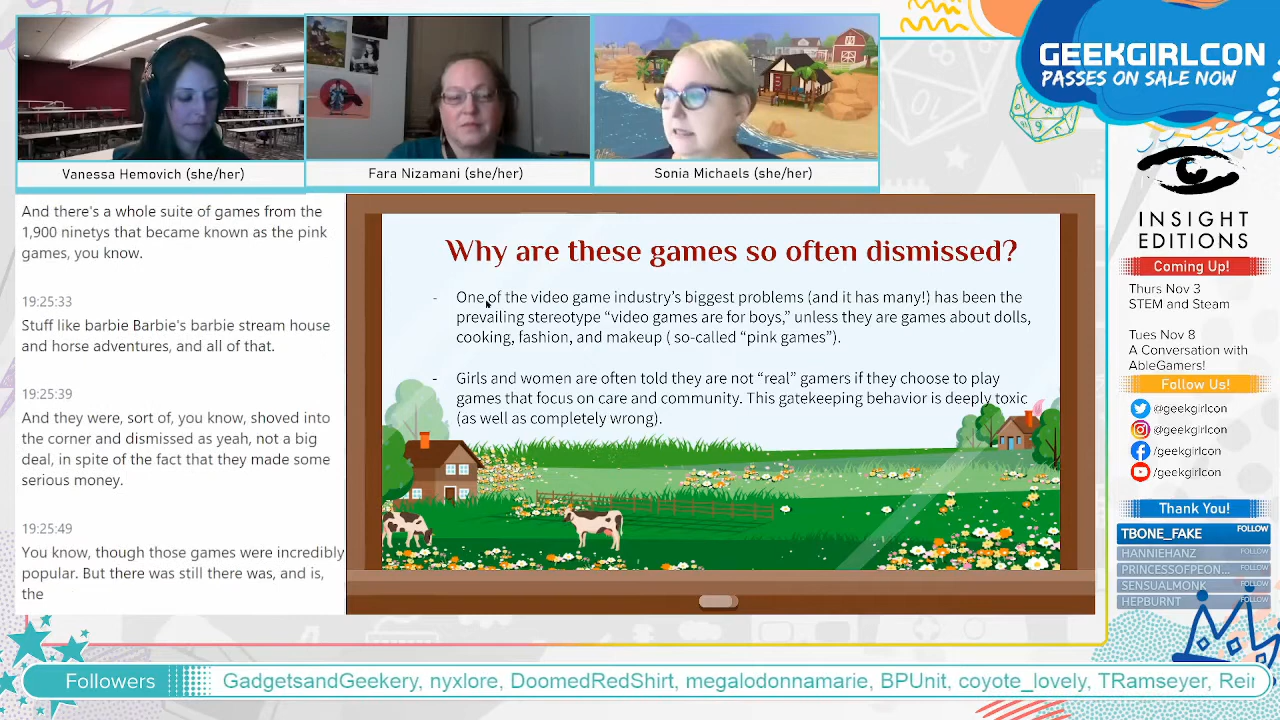 GEEKGIRLCON
PASSES ON SALE NOW
Vanessa Hemovich (she/her)
Fara Nizamani (she/her)
Sonia Michaels (she/her)
And there's a whole suite of games from the
1,900 ninetys that became known as the pink
games, you know.
19:25:33
Stuff like barbie Barbie's barbie stream house
and horse adventures, and all of that.
19:25:39
And they were, sort of, you know, shoved into
the corner and dismissed as yeah, not a big
deal, in spite of the fact that they made some
serious money.
19:25:49
You know, though those games were incredibly
popular. But there was still there was, and is,
the
Why are these games so often dismissed?
- One of the video game industry's biggest problems (and it has many!) has been the
prevailing stereotype “video games are for boys,” unless they are games about dolls,
cooking, fashion, and makeup ( so-called “pink games”).
- Girls and women are often told they are not “real” gamers if they choose to play
games that focus on care and community. This gatekeeping behavior is deeply toxic
(as well as completely wrong).
INSIGHT
EDITIONS
Coming Up!
Thurs Nov 3
STEM and Steam
Tues Nov 8
A Conversation with
AbleGamers!
Follow Us!
@geekgirlcon
@geekgirlcon
/geekgirlcon
/geekgirlcon
Thank You!
TBONE_FAKE FOLLOW
HANNIEHANZ FOLLOW
PRINCESSOFPEON... FOLLOW
SENSUALMONK FOLLOW
HEPBURNT FOLLOW
Followers GadgetsandGeekery, nyxlore, DoomedRedShirt, megalodonnamarie, BPUnit, coyote_lovely, TRamseyer, Rei